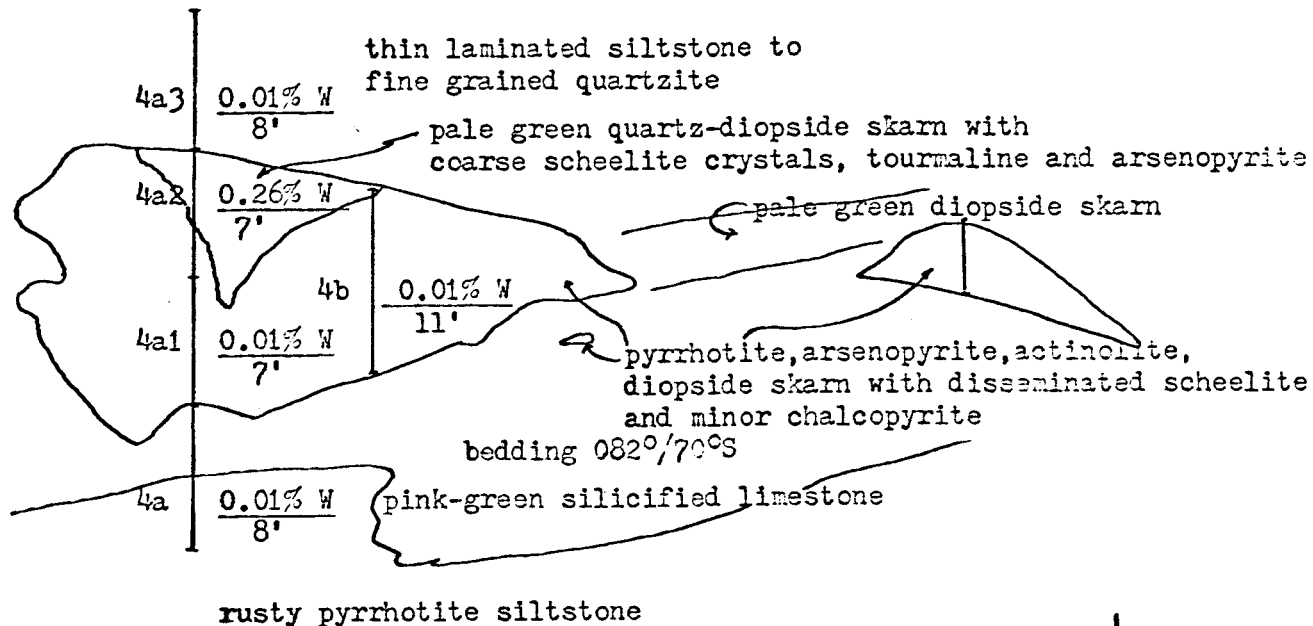 thin laminated siltstone to
fine grained quartzite
4a3 0.01% W
8'
pale green quartz-diopside skarn with
coarse scheelite crystals, tourmaline and arsenopyrite
4a2 0.26% W
7'
pale green diopside skarn
4b 0.01% W
11'
4a1 0.01% W
7'
pyrrhotite,arsenopyrite,actinolite,
diopside skarn with disseminated scheelite
and minor chalcopyrite
bedding 082°/70°S
4a 0.01% W
8'
pink-green silicified limestone
rusty pyrrhotite siltstone